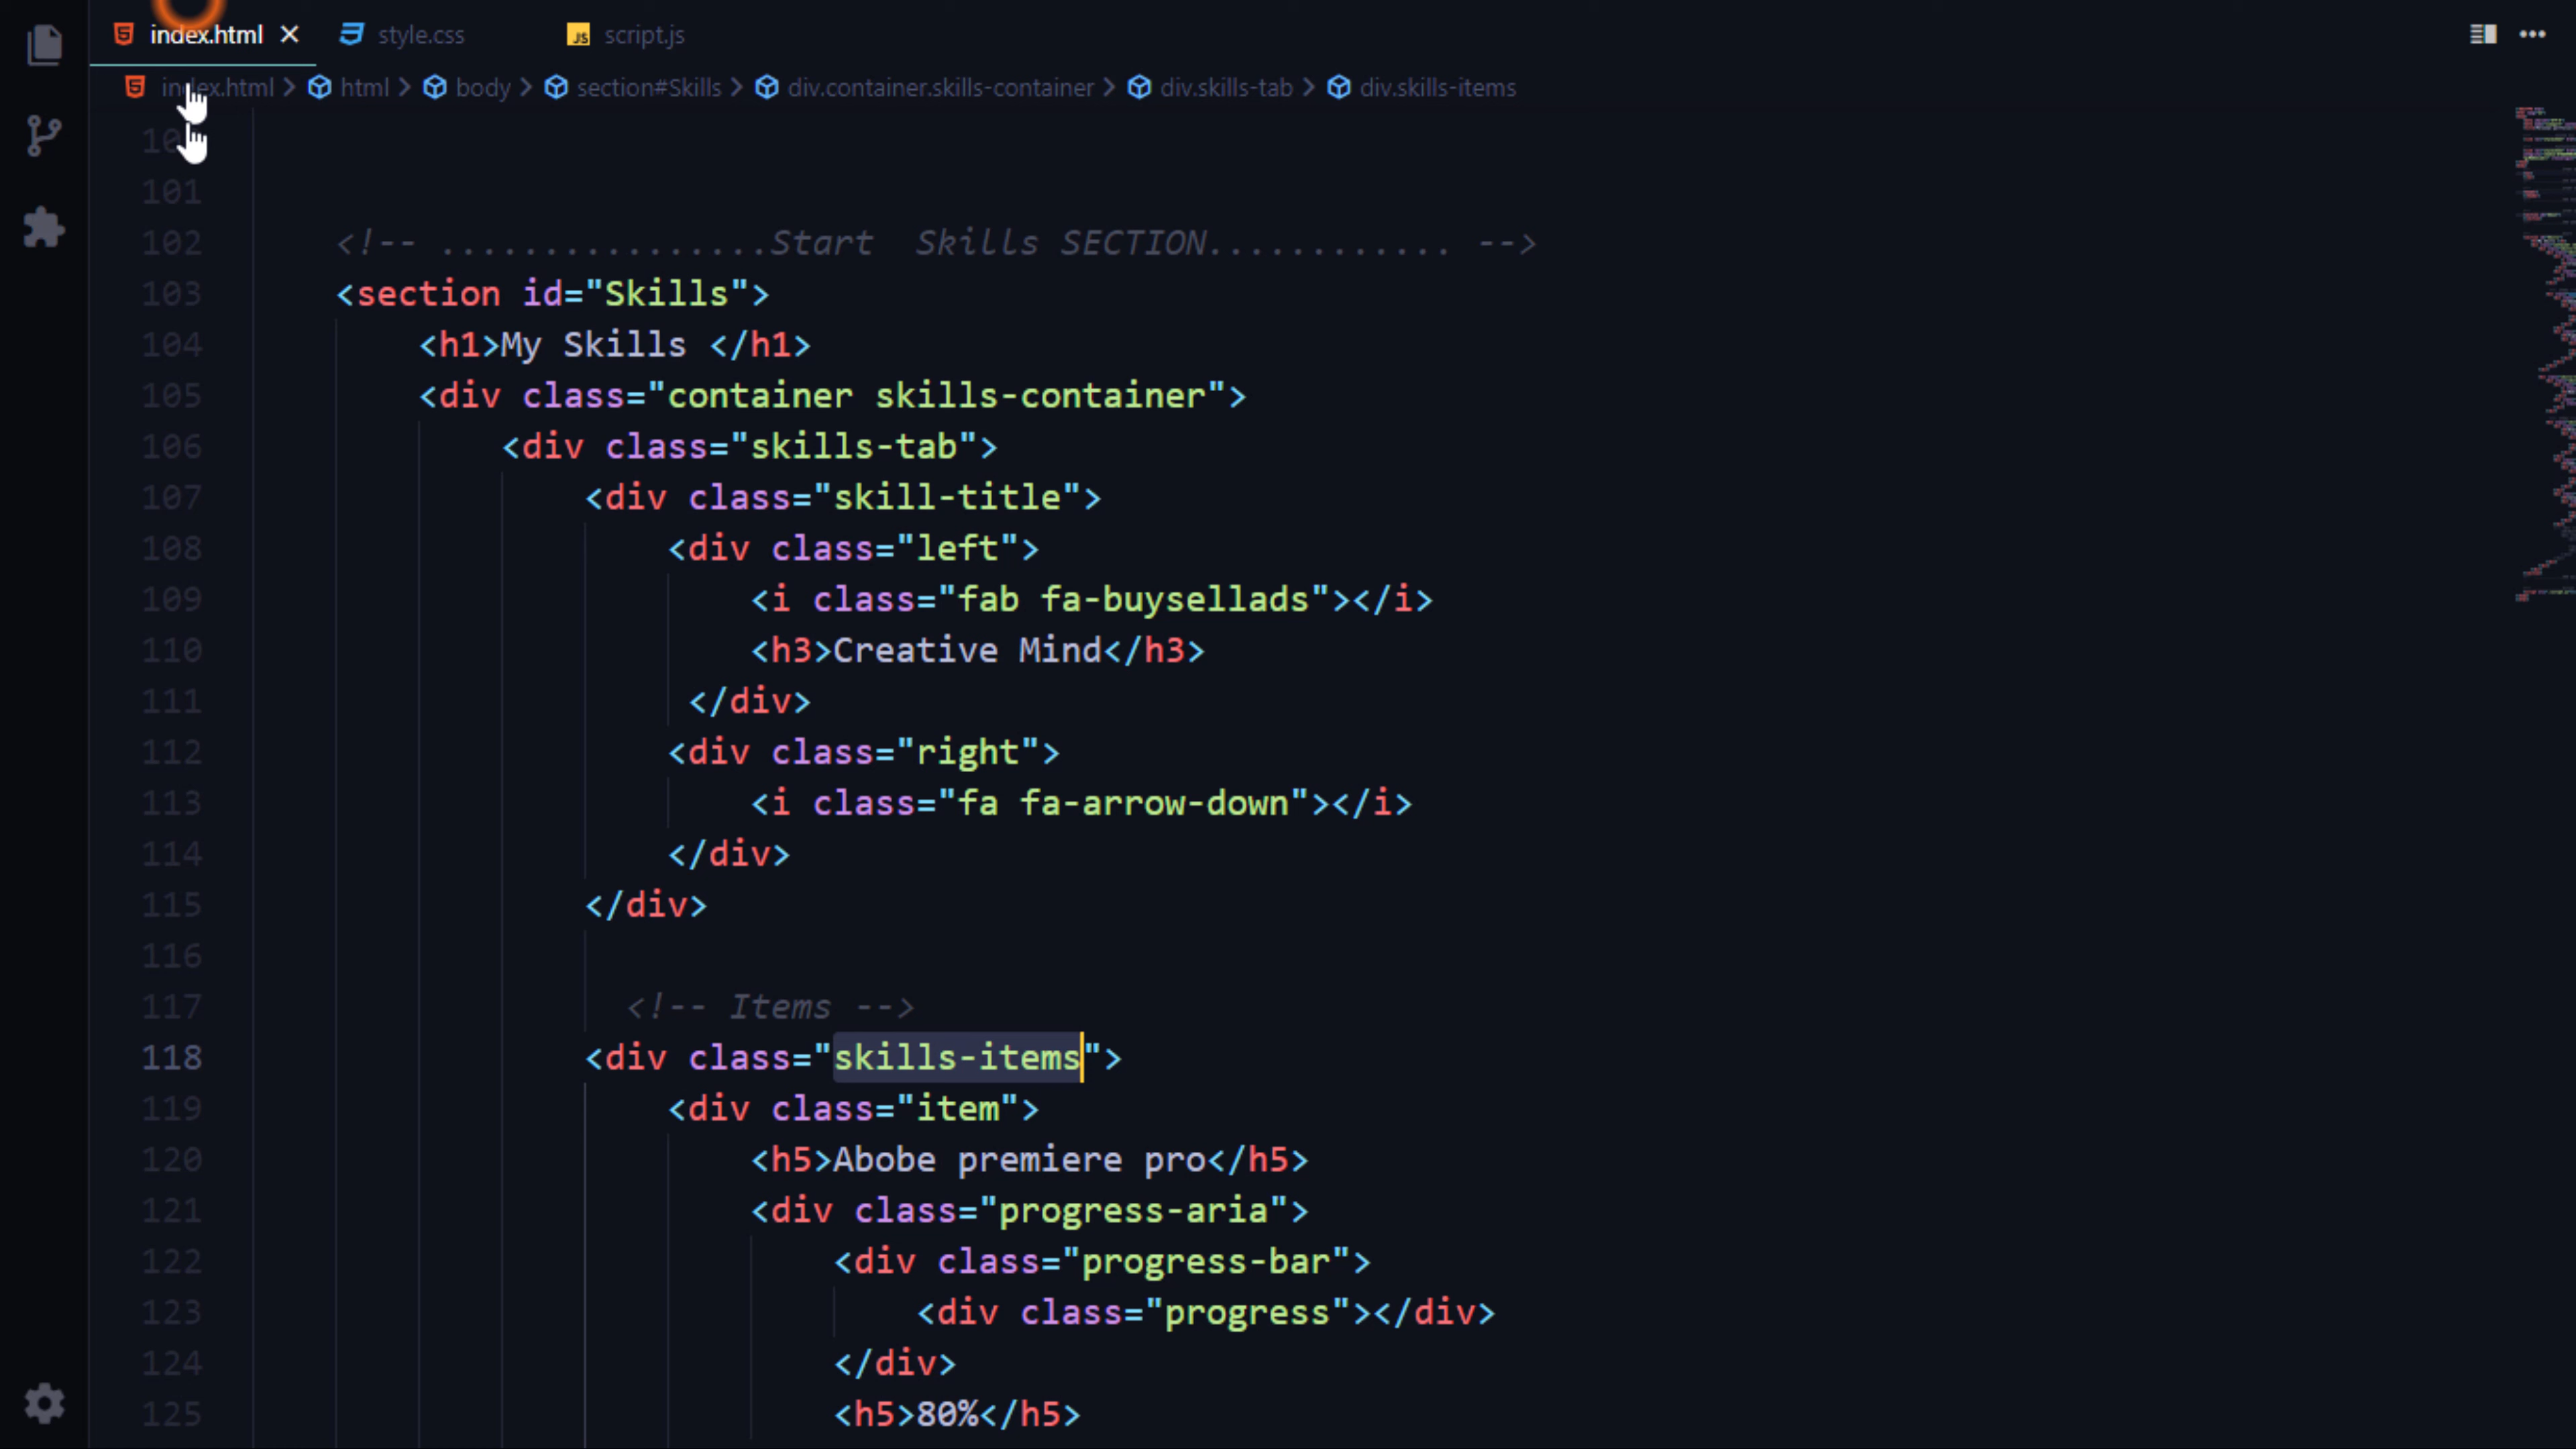 index.html style.css JS script.js
index.html > html > body > section#Skills > div.container.skills-container > div.skills-tab > div.skills-items
101
102 <!-- ................Start  Skills SECTION............ -->
103 <section id="Skills">
104 <h1>My Skills </h1>
105 <div class="container skills-container">
106 <div class="skills-tab">
107 <div class="skill-title">
108 <div class="left">
109 <i class="fab fa-buysellads"></i>
110 <h3>Creative Mind</h3>
111 </div>
112 <div class="right">
113 <i class="fa fa-arrow-down"></i>
114 </div>
115 </div>
116
117 <!-- Items -->
118 <div class="skills-items">
119 <div class="item">
120 <h5>Abobe premiere pro</h5>
121 <div class="progress-aria">
122 <div class="progress-bar">
123 <div class="progress"></div>
124 </div>
125 <h5>80%</h5>